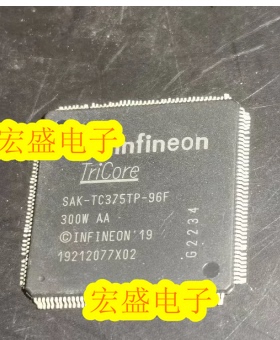 infineon
宏盛电子
TriCore
SAK-TC375TP-96F
300W AA
©INFINEON'19
19212077X02
G2234
宏盛电子